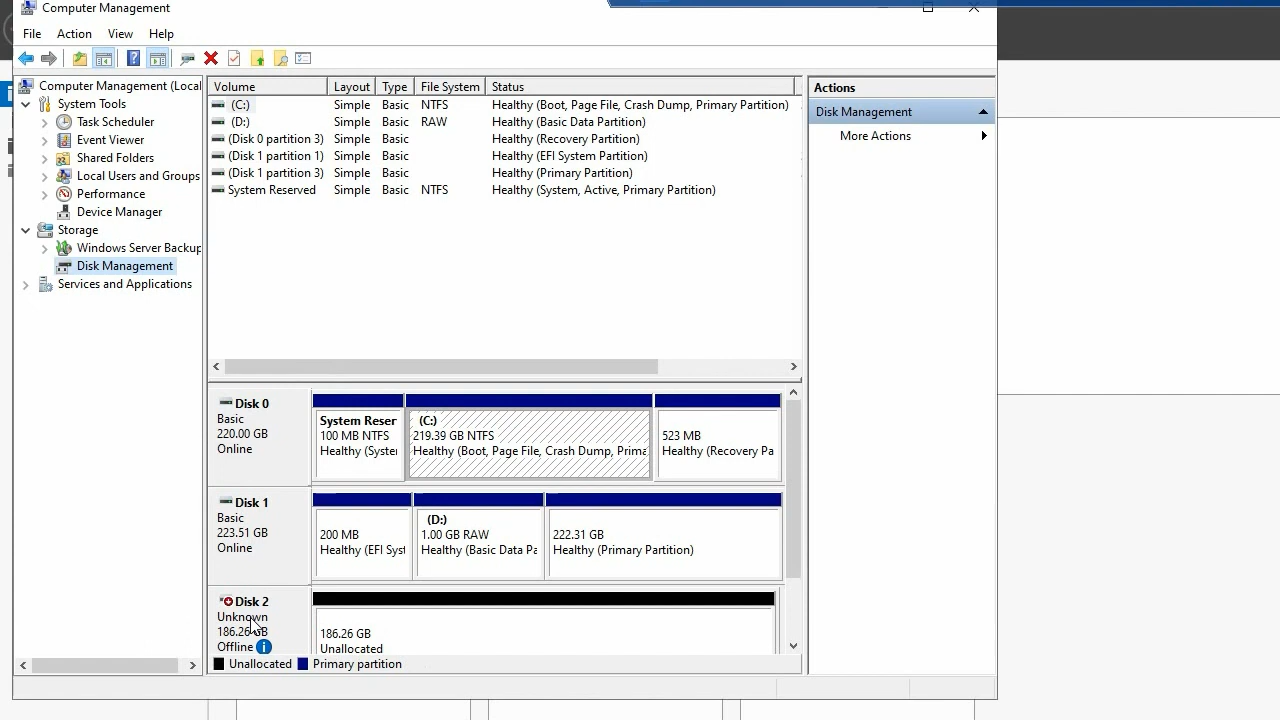 Computer Management
File Action View Help
Computer Management (Local
System Tools
Task Scheduler
Event Viewer
Shared Folders
Local Users and Groups
Performance
Device Manager
Storage
Windows Server Backup
Disk Management
Services and Applications
Volume Layout Type File System Status
(C:) Simple Basic NTFS Healthy (Boot, Page File, Crash Dump, Primary Partition)
(D:) Simple Basic RAW Healthy (Basic Data Partition)
(Disk 0 partition 3) Simple Basic Healthy (Recovery Partition)
(Disk 1 partition 1) Simple Basic Healthy (EFI System Partition)
(Disk 1 partition 3) Simple Basic Healthy (Primary Partition)
System Reserved Simple Basic NTFS Healthy (System, Active, Primary Partition)
Actions
Disk Management
More Actions
Disk 0
Basic
220.00 GB
Online
System Reser
100 MB NTFS
Healthy (Syste
(C:)
219.39 GB NTFS
Healthy (Boot, Page File, Crash Dump, Prima
523 MB
Healthy (Recovery Pa
Disk 1
Basic
223.51 GB
Online
200 MB
Healthy (EFI Syst
(D:)
1.00 GB RAW
Healthy (Basic Data Pa
222.31 GB
Healthy (Primary Partition)
Disk 2
Unknown
186.26 GB
Offline
186.26 GB
Unallocated
Unallocated Primary partition